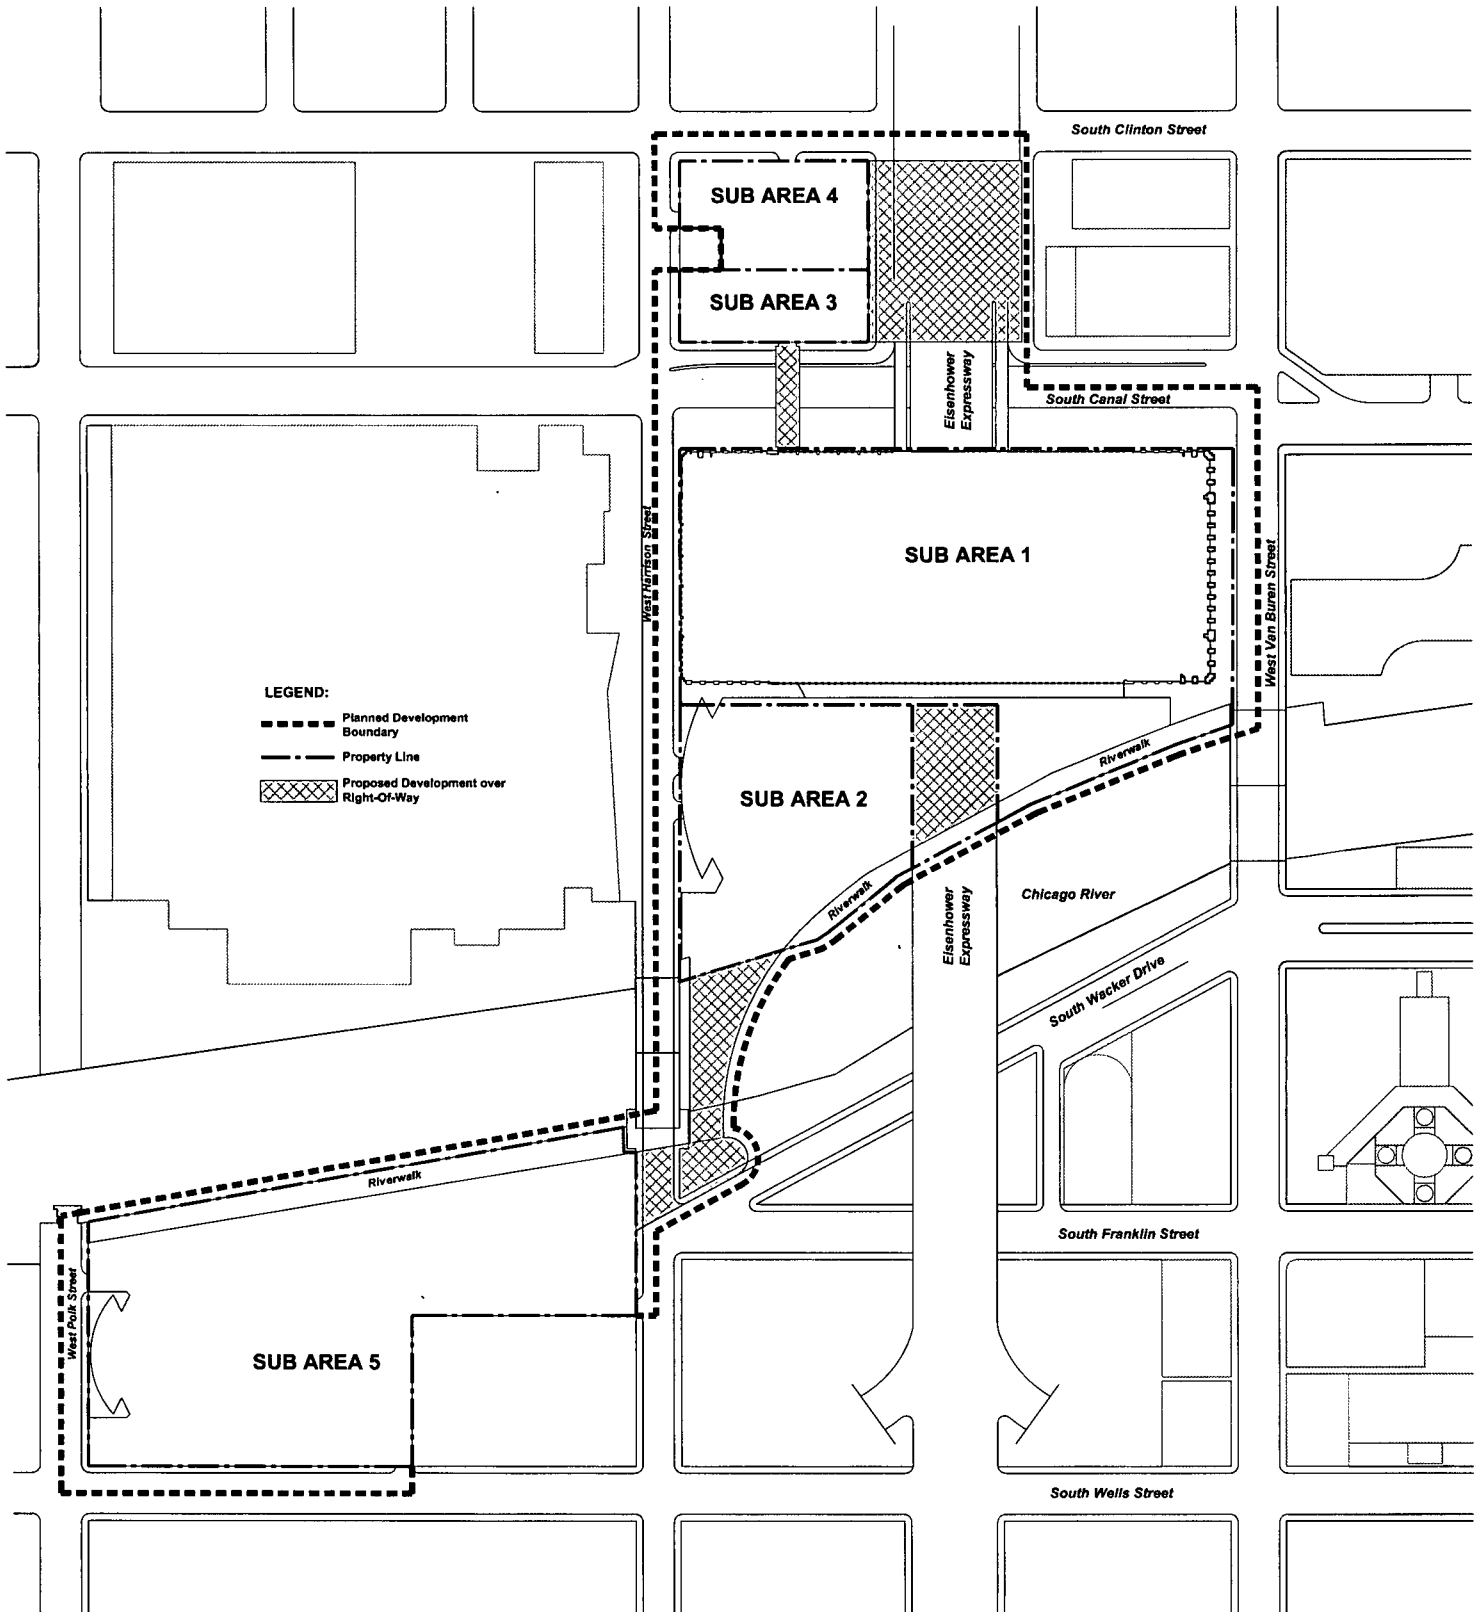 South Clinton Street
SUB AREA 4
SUB AREA 3
Eisenhower
Expressway
South Canal Street
West Harrison Street
SUB AREA 1
West Van Buren Street
LEGEND:
Planned Development
Boundary
Property Line
Proposed Development over
Right-Of-Way
Riverwalk
SUB AREA 2
Riverwalk
Chicago River
Eisenhower
Expressway
South Wacker Drive
Riverwalk
South Franklin Street
West Polk Street
SUB AREA 5
South Wells Street